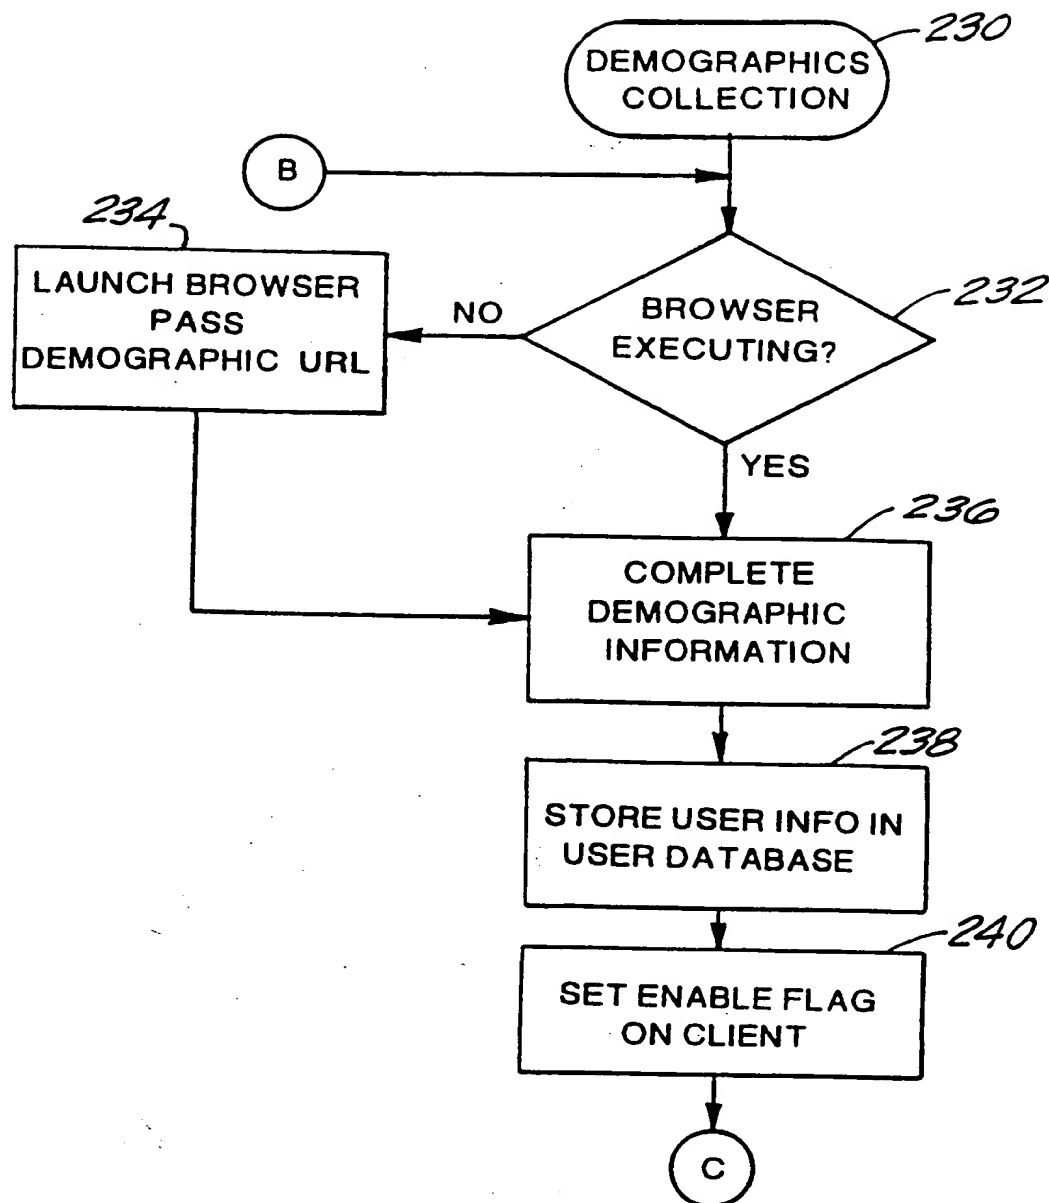 230
DEMOGRAPHICS
COLLECTION
B
234
LAUNCH BROWSER
PASS
DEMOGRAPHIC URL
NO
BROWSER
EXECUTING?
232
YES
236
COMPLETE
DEMOGRAPHIC
INFORMATION
238
STORE USER INFO IN
USER DATABASE
240
SET ENABLE FLAG
ON CLIENT
C